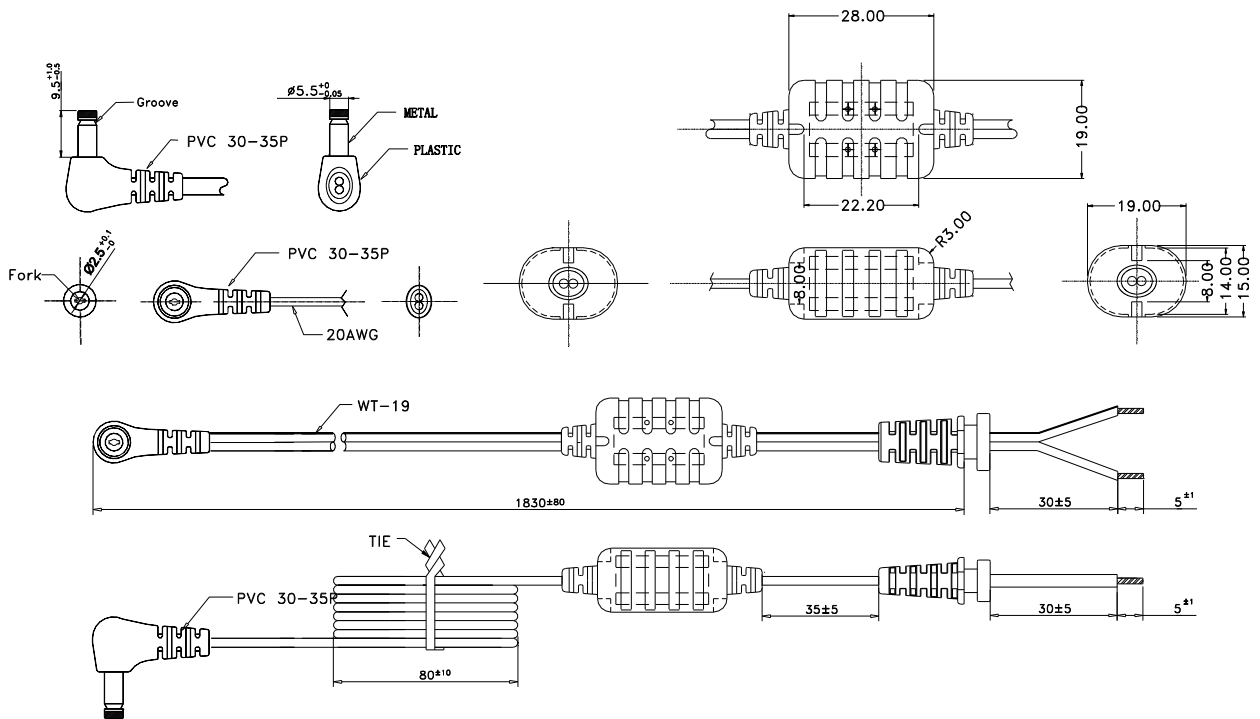 28.00
9.5+1.0-0.5
Groove
PVC 30-35P
Ø5.5+0-0.05
METAL
PLASTIC
19.00
22.20
Fork
Ø2.5+0.1-0
PVC 30-35P
20AWG
8.00
R3.00
19.00
8.00
14.00
15.00
WT-19
1830±80
30±5
5±1
TIE
PVC 30-35P
80±10
35±5
30±5
5±1